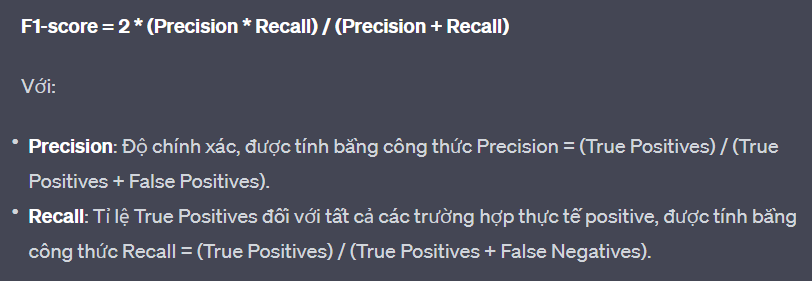 F1-score = 2 * (Precision * Recall) / (Precision + Recall)
Với:
• Precision: Độ chính xác, được tính bằng công thức Precision = (True Positives) / (True
Positives + False Positives).
• Recall: Tỉ lệ True Positives đối với tất cả các trường hợp thực tế positive, được tính bằng
công thức Recall = (True Positives) / (True Positives + False Negatives).